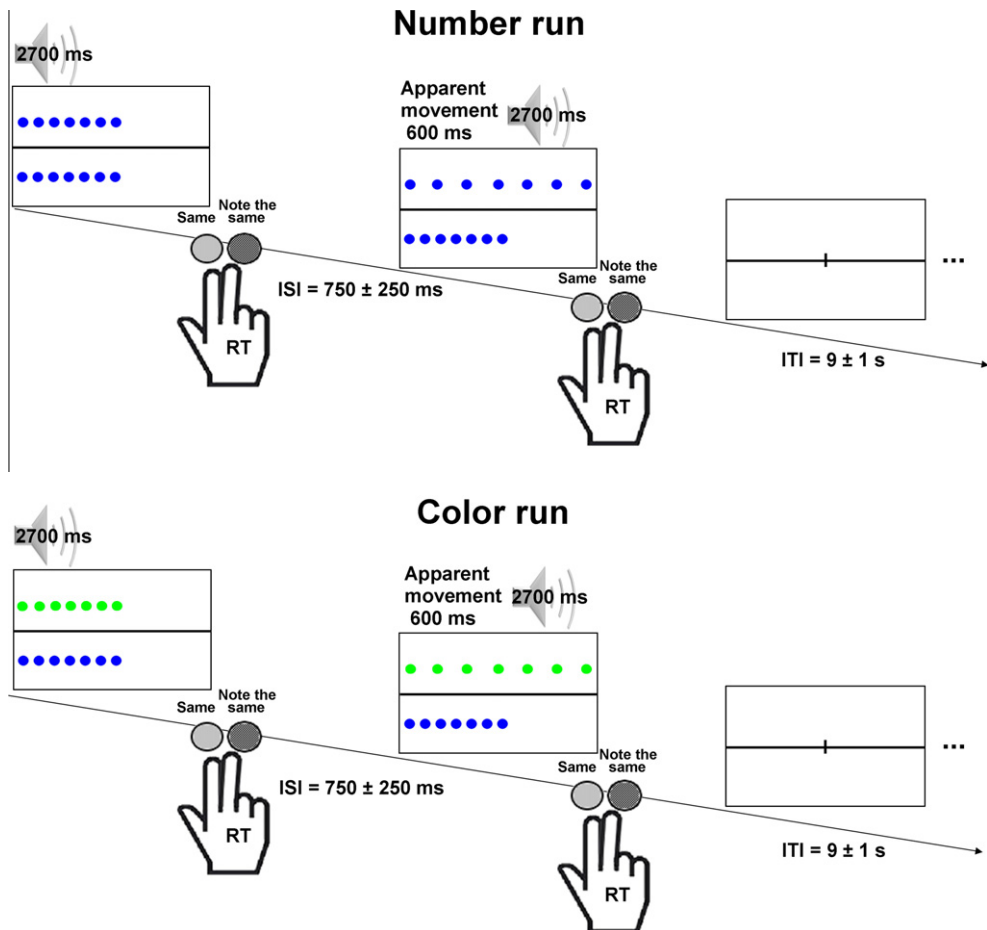 Number run
2700 ms
Apparent
movement
600 ms
2700 ms
Same
Note the
same
ISI = 750 ± 250 ms
RT
Same
Note the
same
RT
...
ITI = 9 ± 1 s
Color run
2700 ms
Apparent
movement
600 ms
2700 ms
Same
Note the
same
ISI = 750 ± 250 ms
RT
Same
Note the
same
RT
...
ITI = 9 ± 1 s